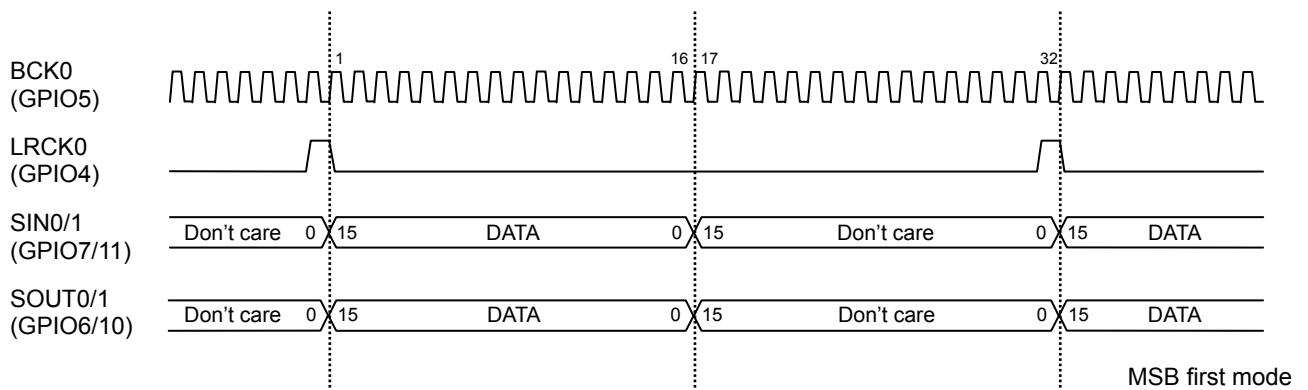 1 16 17 32
BCK0
(GPIO5)
LRCK0
(GPIO4)
SIN0/1
(GPIO7/11)
Don't care 0 15 DATA 0 15 Don't care 0 15 DATA
SOUT0/1
(GPIO6/10)
Don't care 0 15 DATA 0 15 Don't care 0 15 DATA
MSB first mode